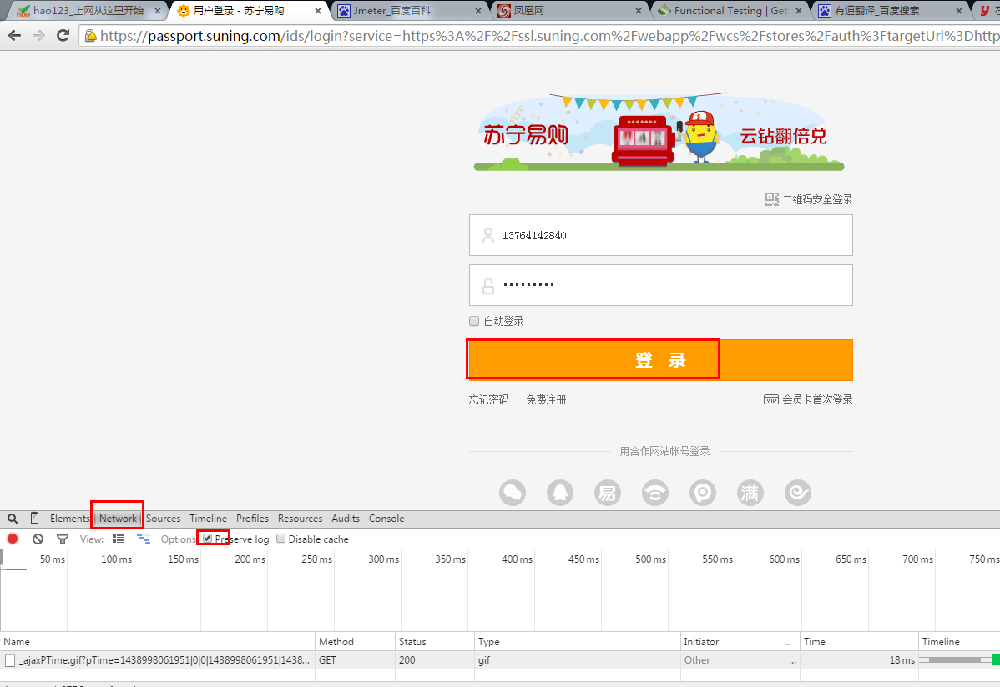 hao123_上网从这里开始
用户登录 - 苏宁易购
Jmeter_百度百科
凤凰网
Functional Testing | Get
有道翻译_百度搜索
https://passport.suning.com/ids/login?service=https%3A%2F%2Fssl.suning.com%2Fwebapp%2Fwcs%2Fstores%2Fauth%3FtargetUrl%3Dhttp
苏宁易购
云钻翻倍兑
二维码安全登录
13764142840
•••••••••
自动登录
登 录
忘记密码 | 免费注册
VIP 会员卡首次登录
用合作网站帐号登录
易
满
Elements Network Sources Timeline Profiles Resources Audits Console
View: Options Preserve log Disable cache
50 ms 100 ms 150 ms 200 ms 250 ms 300 ms 350 ms 400 ms 450 ms 500 ms 550 ms 600 ms 650 ms 700 ms 750 ms
Name Method Status Type Initiator ... Time Timeline
_ajaxPTime.gif?pTime=1438998061951|0|0|1438998061951|1438... GET 200 gif Other ... 18 ms